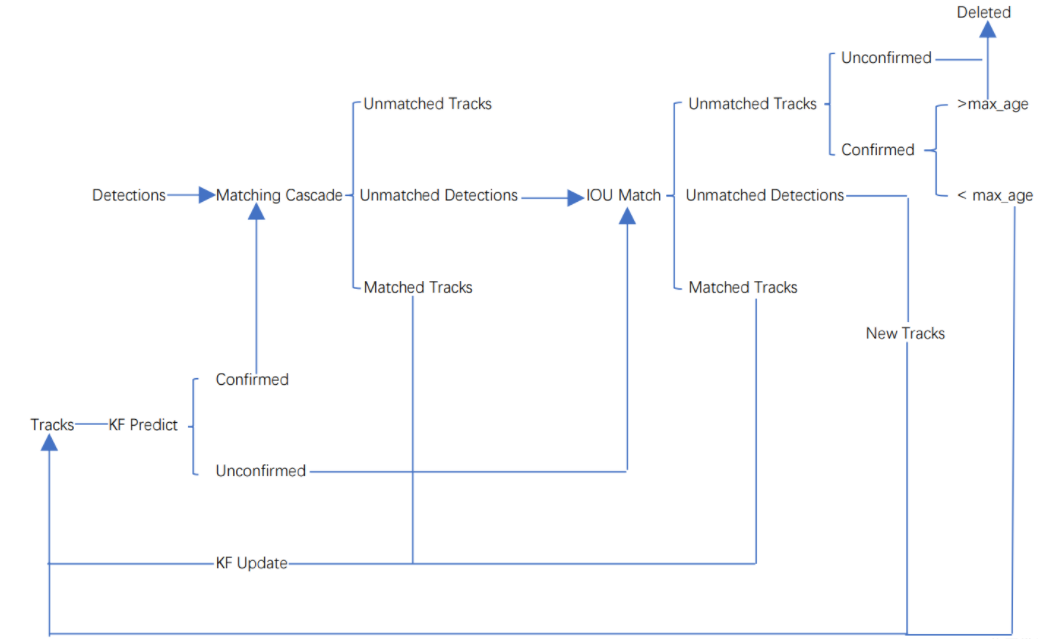 Deleted
Unconfirmed
Unmatched Tracks
Unmatched Tracks
>max_age
Confirmed
Detections
Matching Cascade
Unmatched Detections
IOU Match
Unmatched Detections
< max_age
Matched Tracks
Matched Tracks
New Tracks
Confirmed
Tracks
KF Predict
Unconfirmed
KF Update